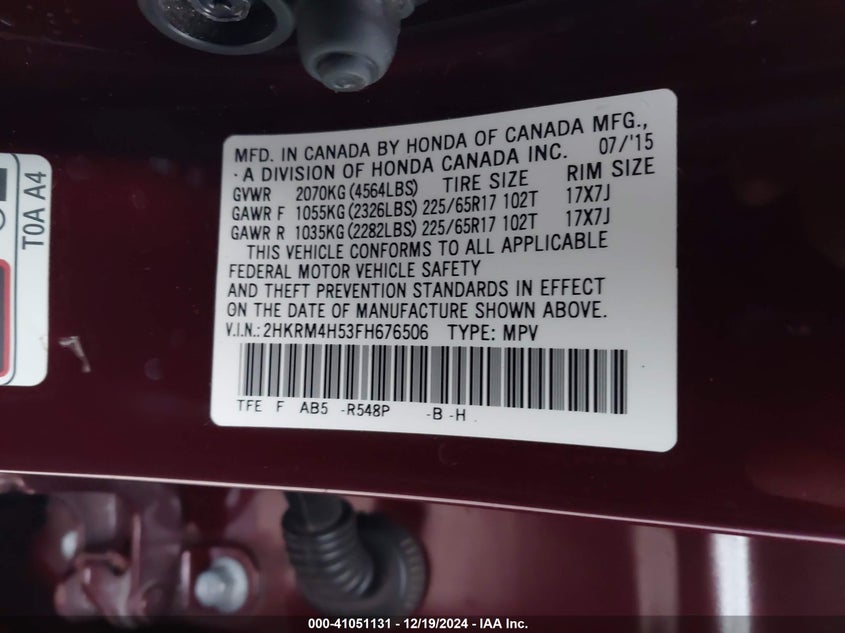 MFD. IN CANADA BY HONDA OF CANADA MFG.,
· A DIVISION OF HONDA CANADA INC. 07/'15
GVWR 2070KG(4564LBS) TIRE SIZE RIM SIZE
GAWR F 1055KG(2326LBS) 225/65R17 102T 17X7J
GAWR R 1035KG(2282LBS) 225/65R17 102T 17X7J
THIS VEHICLE CONFORMS TO ALL APPLICABLE
FEDERAL MOTOR VEHICLE SAFETY
AND THEFT PREVENTION STANDARDS IN EFFECT
ON THE DATE OF MANUFACTURE SHOWN ABOVE.
V.I.N.: 2HKRM4H53FH676506 TYPE: MPV
TFE F AB5 -R548P -B -H
T0A A4
000-41051131 - 12/19/2024 - IAA Inc.